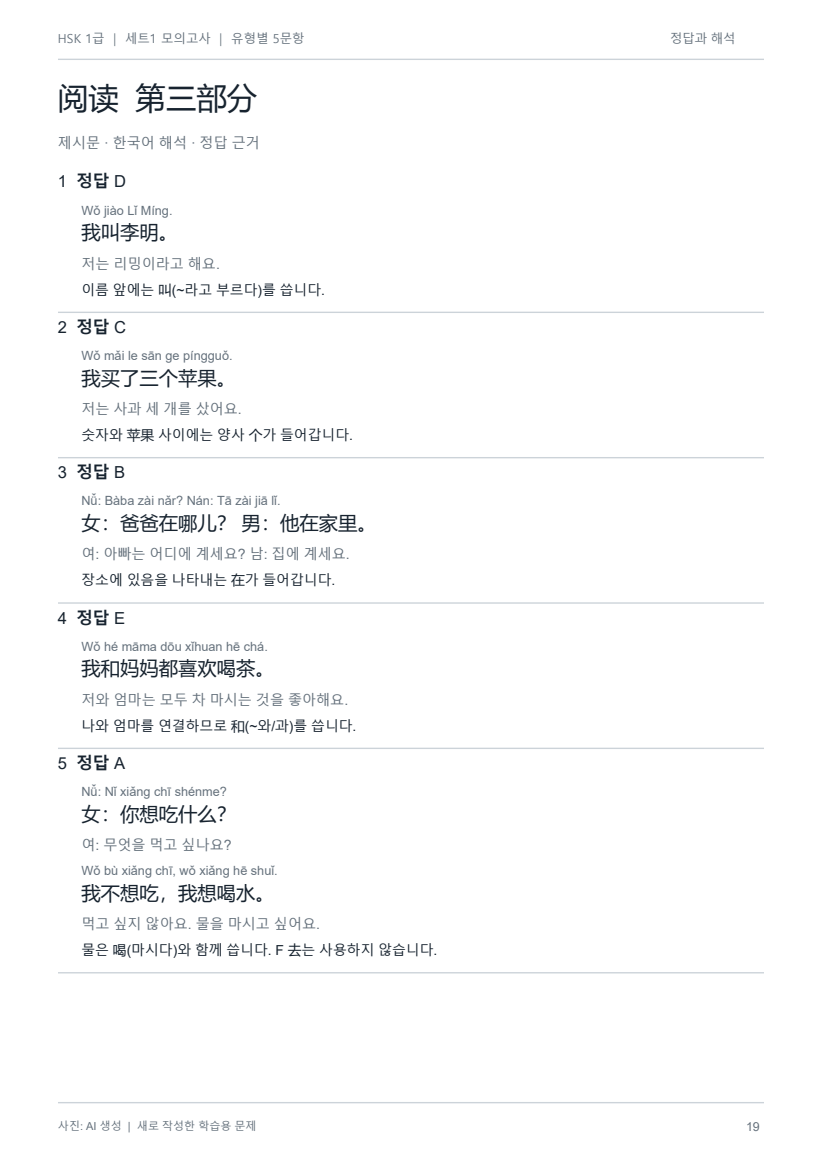 HSK 1급 | 세트1 모의고사 | 유형별 5문항
정답과 해석
阅读 第三部分
제시문 · 한국어 해석 · 정답 근거
1 정답 D
Wǒ jiào Lǐ Míng.
我叫李明。
저는 리밍이라고 해요.
이름 앞에는 叫(~라고 부르다)를 씁니다.
2 정답 C
Wǒ mǎi le sān ge píngguǒ.
我买了三个苹果。
저는 사과 세 개를 샀어요.
숫자와 苹果 사이에는 양사 个가 들어갑니다.
3 정답 B
Nǚ: Bàba zài nǎr? Nán: Tā zài jiā lǐ.
女：爸爸在哪儿？ 男：他在家里。
여: 아빠는 어디에 계세요? 남: 집에 계세요.
장소에 있음을 나타내는 在가 들어갑니다.
4 정답 E
Wǒ hé māma dōu xǐhuan hē chá.
我和妈妈都喜欢喝茶。
저와 엄마는 모두 차 마시는 것을 좋아해요.
나와 엄마를 연결하므로 和(~와/과)를 씁니다.
5 정답 A
Nǚ: Nǐ xiǎng chī shénme?
女：你想吃什么？
여: 무엇을 먹고 싶나요?
Wǒ bù xiǎng chī, wǒ xiǎng hē shuǐ.
我不想吃，我想喝水。
먹고 싶지 않아요. 물을 마시고 싶어요.
물은 喝(마시다)와 함께 씁니다. F 去는 사용하지 않습니다.
사진: AI 생성 | 새로 작성한 학습용 문제
19